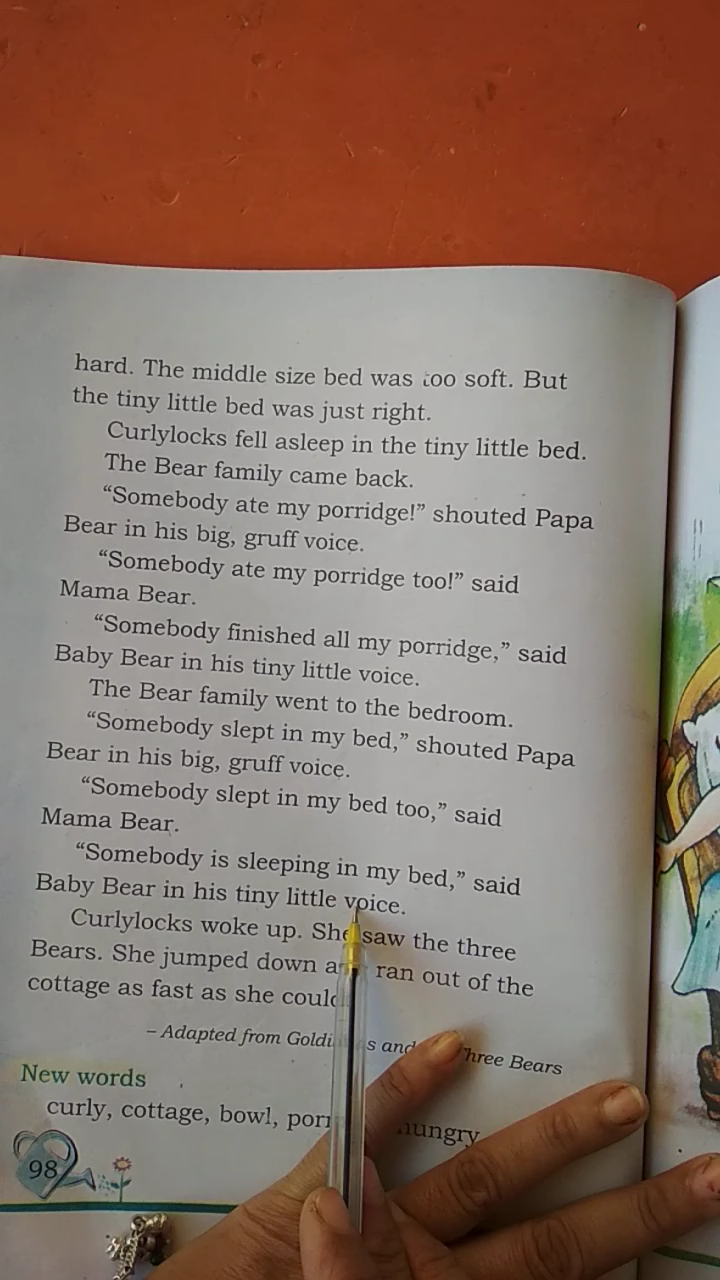 hard. The middle size bed was too soft. But
the tiny little bed was just right.
Curlylocks fell asleep in the tiny little bed.
The Bear family came back.
“Somebody ate my porridge!” shouted Papa
Bear in his big, gruff voice.
“Somebody ate my porridge too!” said
Mama Bear.
“Somebody finished all my porridge,” said
Baby Bear in his tiny little voice.
The Bear family went to the bedroom.
“Somebody slept in my bed,” shouted Papa
Bear in his big, gruff voice.
“Somebody slept in my bed too,” said
Mama Bear.
“Somebody is sleeping in my bed,” said
Baby Bear in his tiny little voice.
Curlylocks woke up. She saw the three
Bears. She jumped down ran out of the
cottage as fast as she could
– Adapted from and Three Bears
New words
curly, cottage, bowl, hungry
98